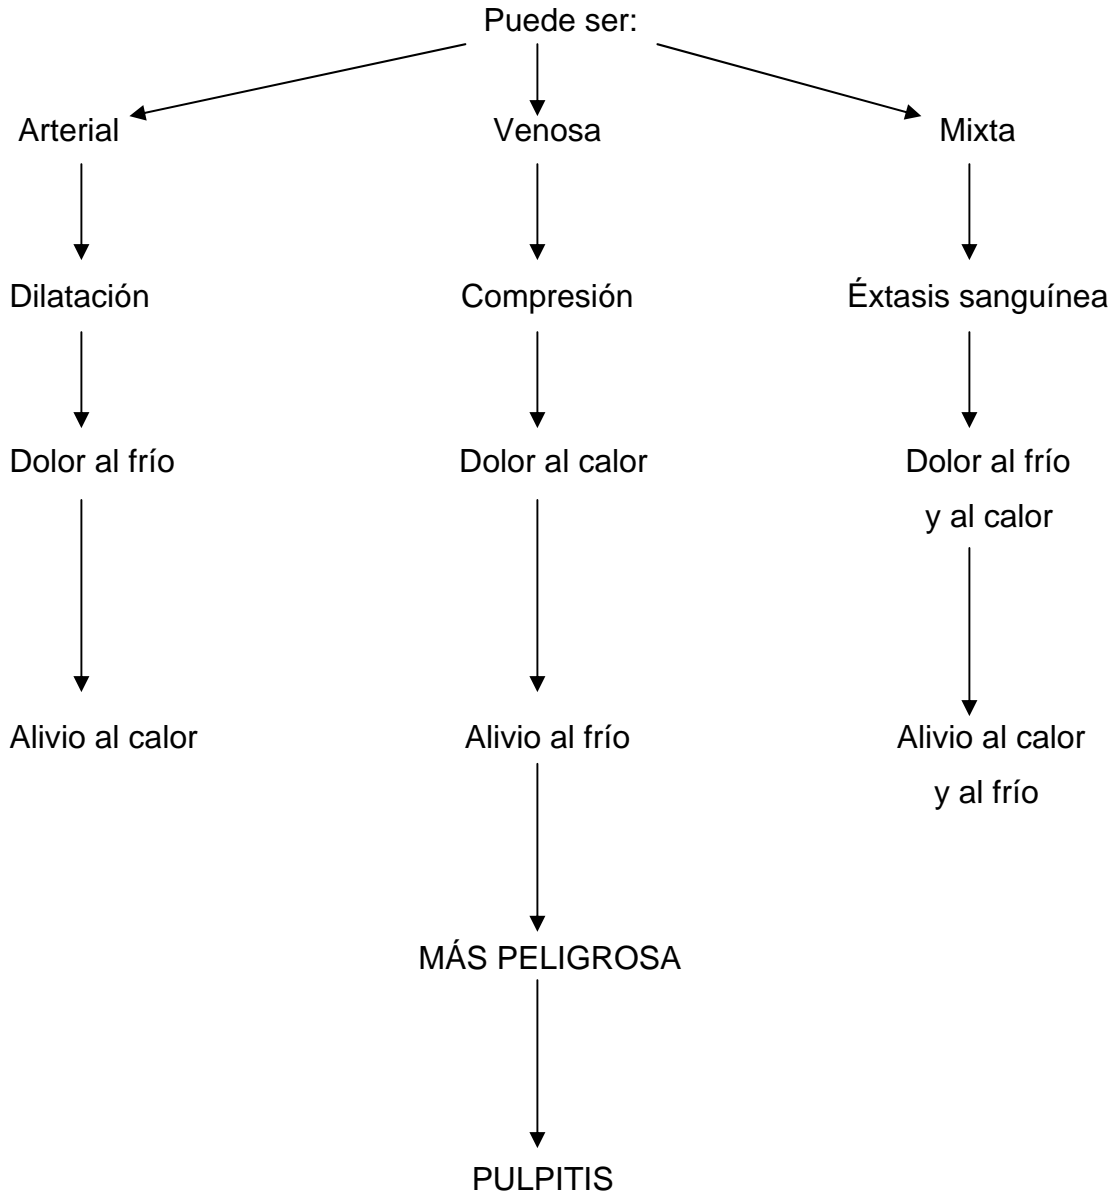 Puede ser:
Arterial
Venosa
Mixta
Dilatación
Compresión
Éxtasis sanguínea
Dolor al frío
Dolor al calor
Dolor al frío
y al calor
Alivio al calor
Alivio al frío
Alivio al calor
y al frío
MÁS PELIGROSA
PULPITIS